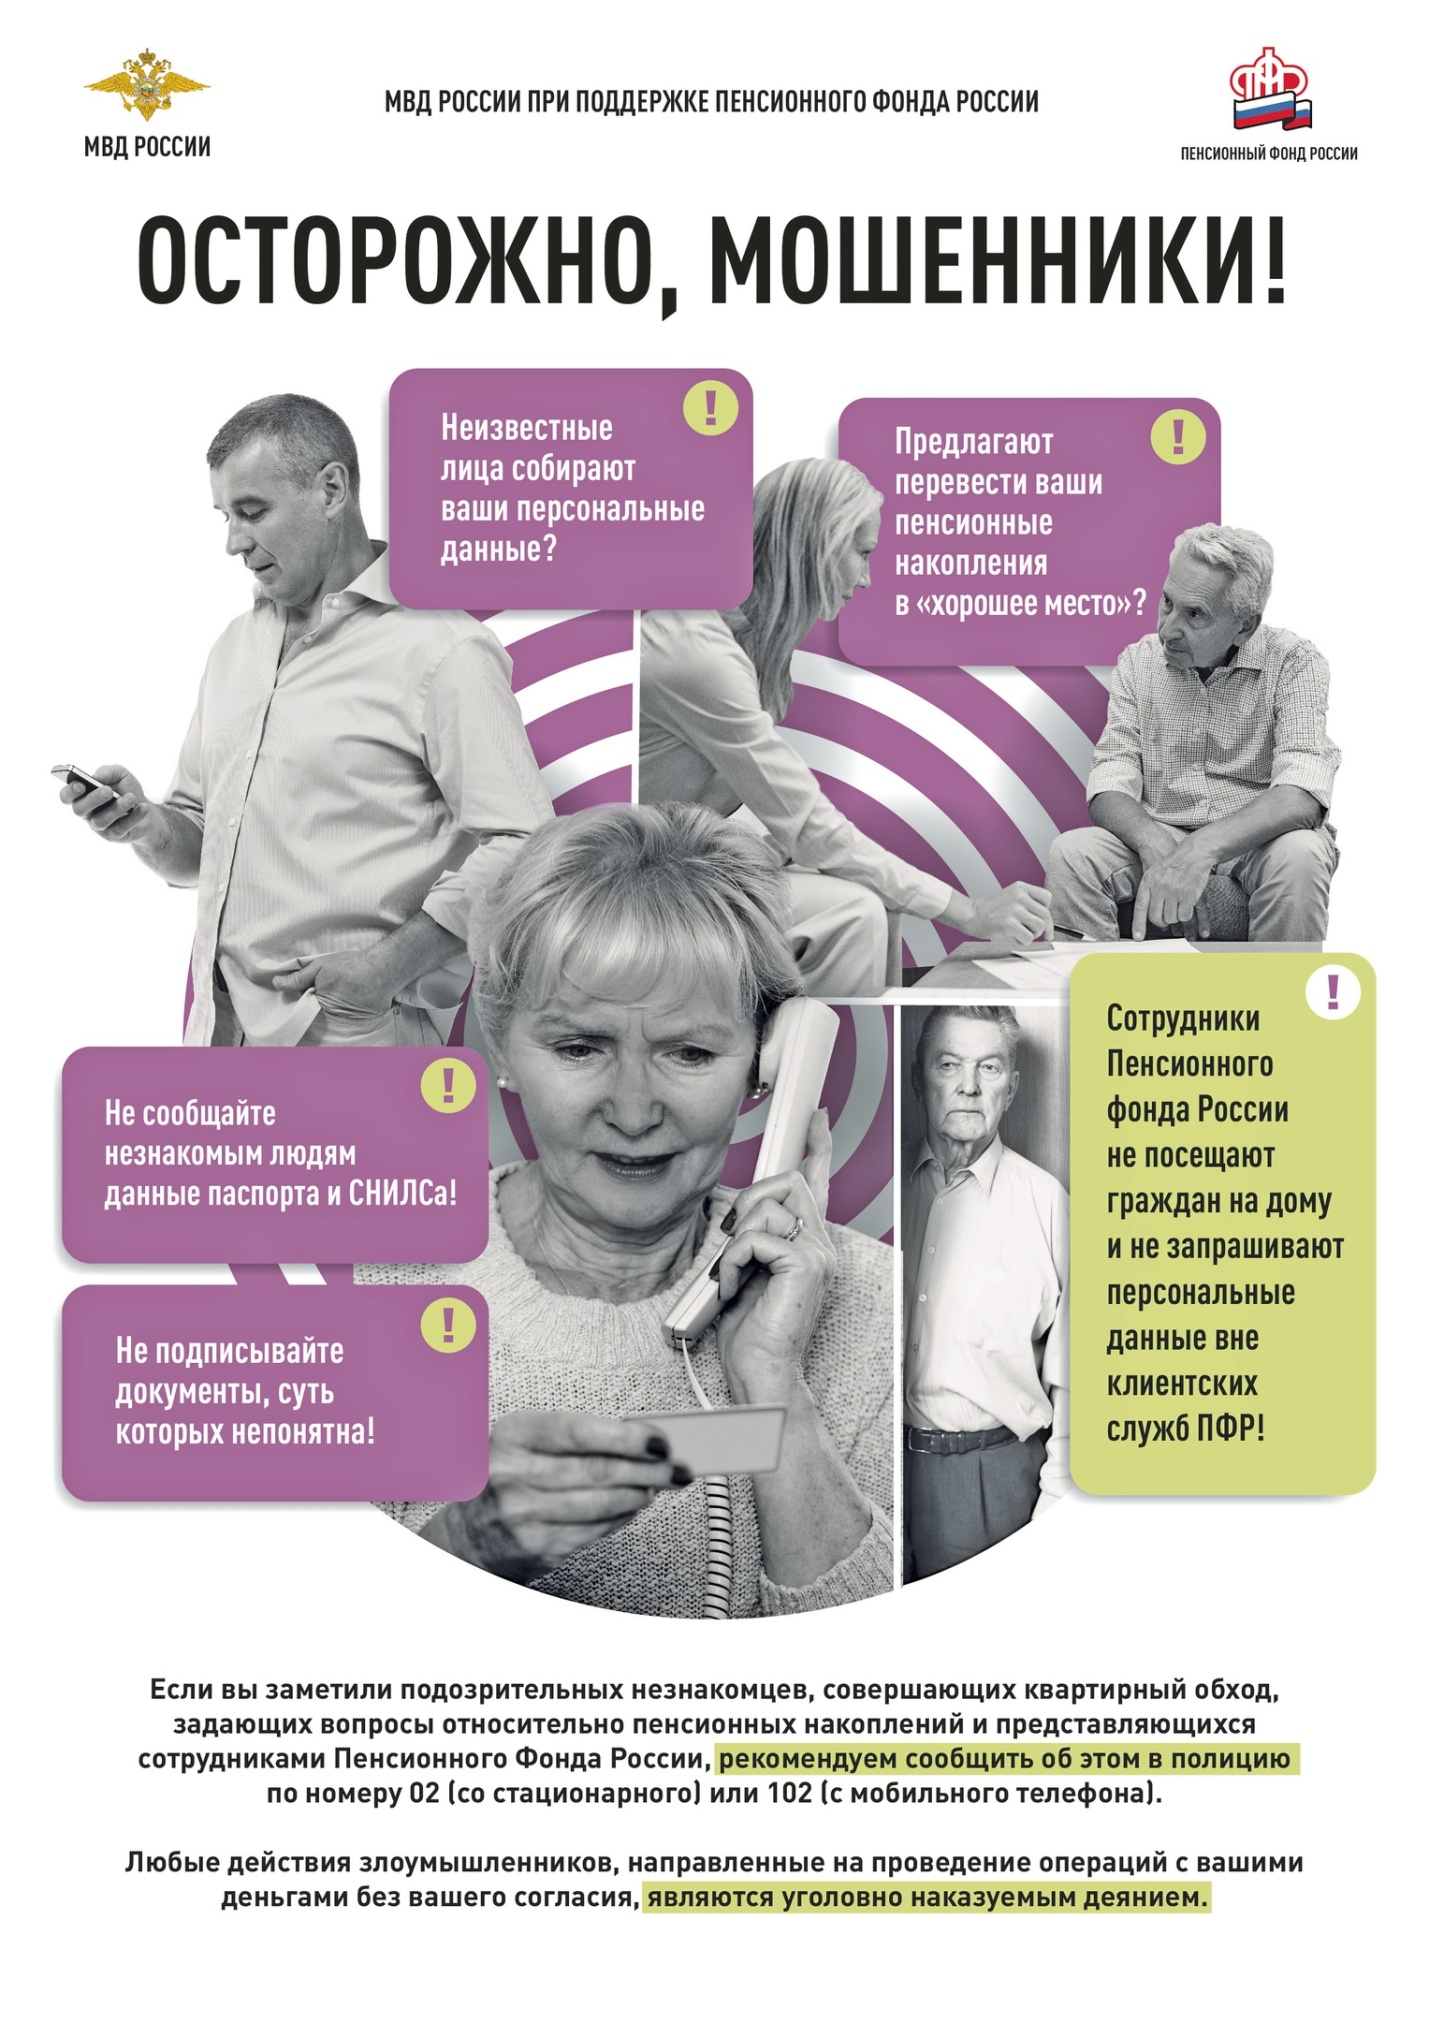 МВД РОССИИ
МВД РОССИИ ПРИ ПОДДЕРЖКЕ ПЕНСИОННОГО ФОНДА РОССИИ
ПФР
ПЕНСИОННЫЙ ФОНД РОССИИ
ОСТОРОЖНО, МОШЕННИКИ!
Неизвестные
лица собирают
ваши персональные
данные?
!
Предлагают
перевести ваши
пенсионные
накопления
в «хорошее место»?
!
Не сообщайте
незнакомым людям
данные паспорта и СНИЛСа!
!
Не подписывайте
документы, суть
которых непонятна!
!
Сотрудники
Пенсионного
фонда России
не посещают
граждан на дому
и не запрашивают
персональные
данные вне
клиентских
служб ПФР!
!
Если вы заметили подозрительных незнакомцев, совершающих квартирный обход,
задающих вопросы относительно пенсионных накоплений и представляющихся
сотрудниками Пенсионного Фонда России, рекомендуем сообщить об этом в полицию
по номеру 02 (со стационарного) или 102 (с мобильного телефона).
Любые действия злоумышленников, направленные на проведение операций с вашими
деньгами без вашего согласия, являются уголовно наказуемым деянием.